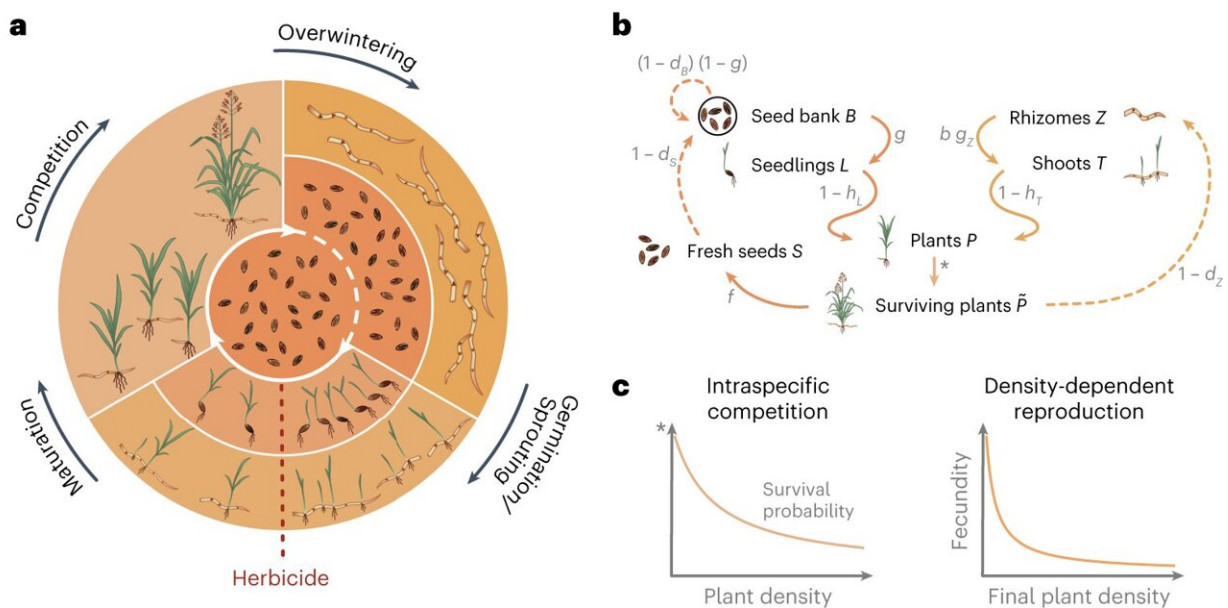 a
Overwintering
Competition
Maturation
Germination/
Sprouting
Herbicide
b
(1 – d_B) (1 – g)
Seed bank B
Rhizomes Z
g
b g_Z
1 – d_S
Seedlings L
Shoots T
1 – h_L
1 – h_T
Fresh seeds S
Plants P
*
1 – d_Z
f
Surviving plants P̃
c
Intraspecific
competition
*
Survival
probability
Plant density
Density-dependent
reproduction
Fecundity
Final plant density